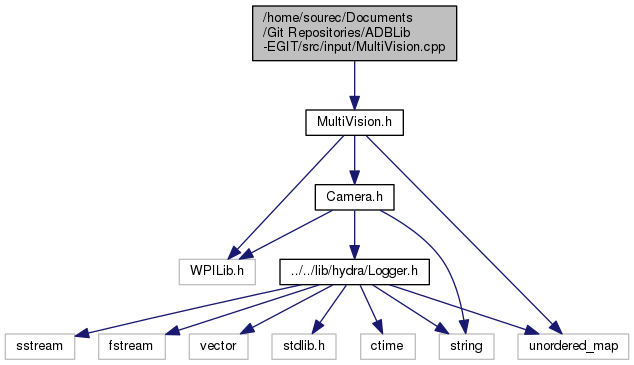 /home/sourec/Documents
/Git Repositories/ADBLib
-EGIT/src/input/MultiVision.cpp
MultiVision.h
Camera.h
WPILib.h
../../lib/hydra/Logger.h
sstream
fstream
vector
stdlib.h
ctime
string
unordered_map